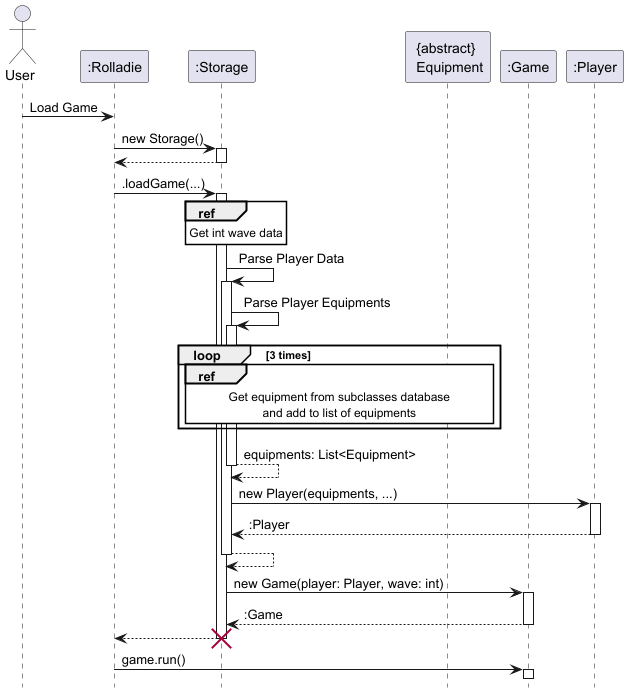 User
:Rolladie
:Storage
{abstract}
Equipment
:Game
:Player
Load Game
new Storage()
.loadGame(...)
ref
Get int wave data
Parse Player Data
Parse Player Equipments
loop
[3 times]
ref
Get equipment from subclasses database
and add to list of equipments
equipments: List<Equipment>
new Player(equipments, ...)
:Player
new Game(player: Player, wave: int)
:Game
game.run()